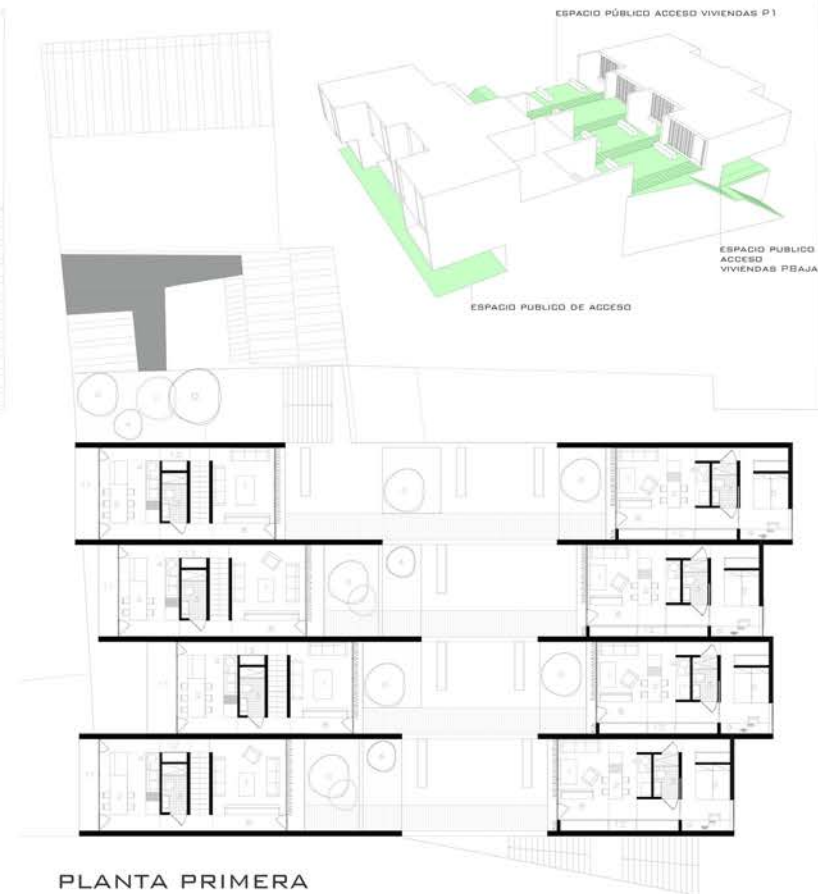 ESPACIO PÚBLICO ACCESO VIVIENDAS P1
ESPACIO PUBLICO
ACCESO
VIVIENDAS PBAJA
ESPACIO PUBLICO DE ACCESO
PLANTA PRIMERA